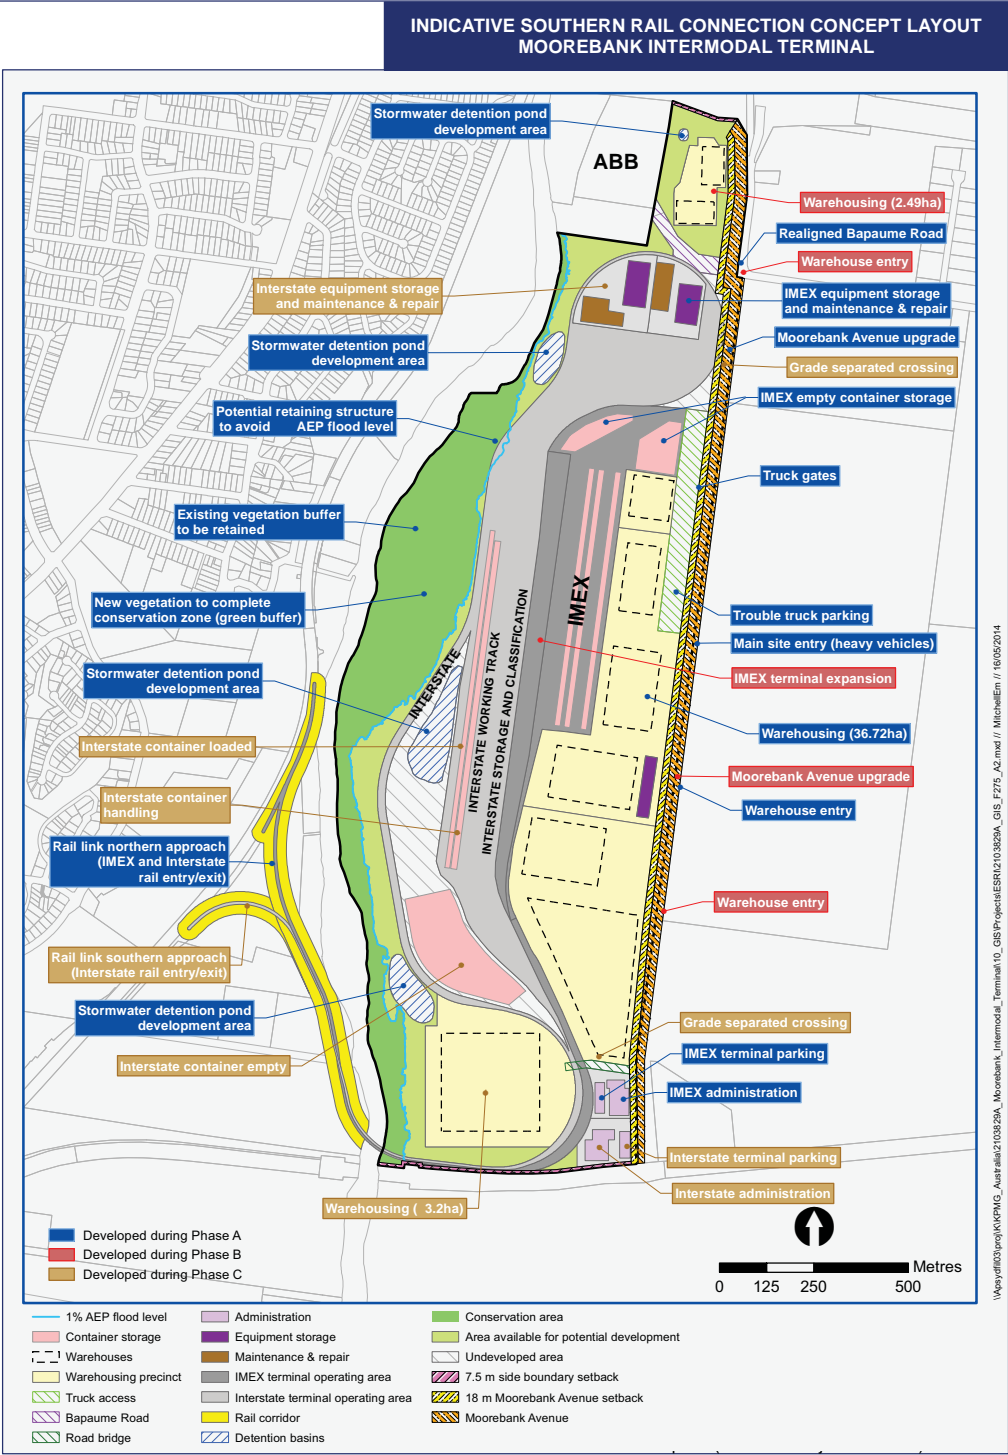 INDICATIVE SOUTHERN RAIL CONNECTION CONCEPT LAYOUT
MOOREBANK INTERMODAL TERMINAL
Stormwater detention pond
development area
ABB
Warehousing (2.49ha)
Realigned Bapaume Road
Warehouse entry
Interstate equipment storage
and maintenance & repair
IMEX equipment storage
and maintenance & repair
Moorebank Avenue upgrade
Stormwater detention pond
development area
Grade separated crossing
IMEX empty container storage
Potential retaining structure
to avoid AEP flood level
Truck gates
Existing vegetation buffer
to be retained
IMEX
New vegetation to complete
conservation zone (green buffer)
Trouble truck parking
Main site entry (heavy vehicles)
INTERSTATE
INTERSTATE WORKING TRACK
INTERSTATE STORAGE AND CLASSIFICATION
Stormwater detention pond
development area
IMEX terminal expansion
Interstate container loaded
Warehousing (36.72ha)
Moorebank Avenue upgrade
Interstate container
handling
Warehouse entry
Rail link northern approach
(IMEX and Interstate
rail entry/exit)
Warehouse entry
Rail link southern approach
(Interstate rail entry/exit)
Stormwater detention pond
development area
Grade separated crossing
IMEX terminal parking
Interstate container empty
IMEX administration
Interstate terminal parking
Interstate administration
Warehousing ( 3.2ha)
Developed during Phase A
Developed during Phase B
Developed during Phase C
Metres
0 125 250 500
1% AEP flood level
Container storage
Warehouses
Warehousing precinct
Truck access
Bapaume Road
Road bridge
Administration
Equipment storage
Maintenance & repair
IMEX terminal operating area
Interstate terminal operating area
Rail corridor
Detention basins
Conservation area
Area available for potential development
Undeveloped area
7.5 m side boundary setback
18 m Moorebank Avenue setback
Moorebank Avenue